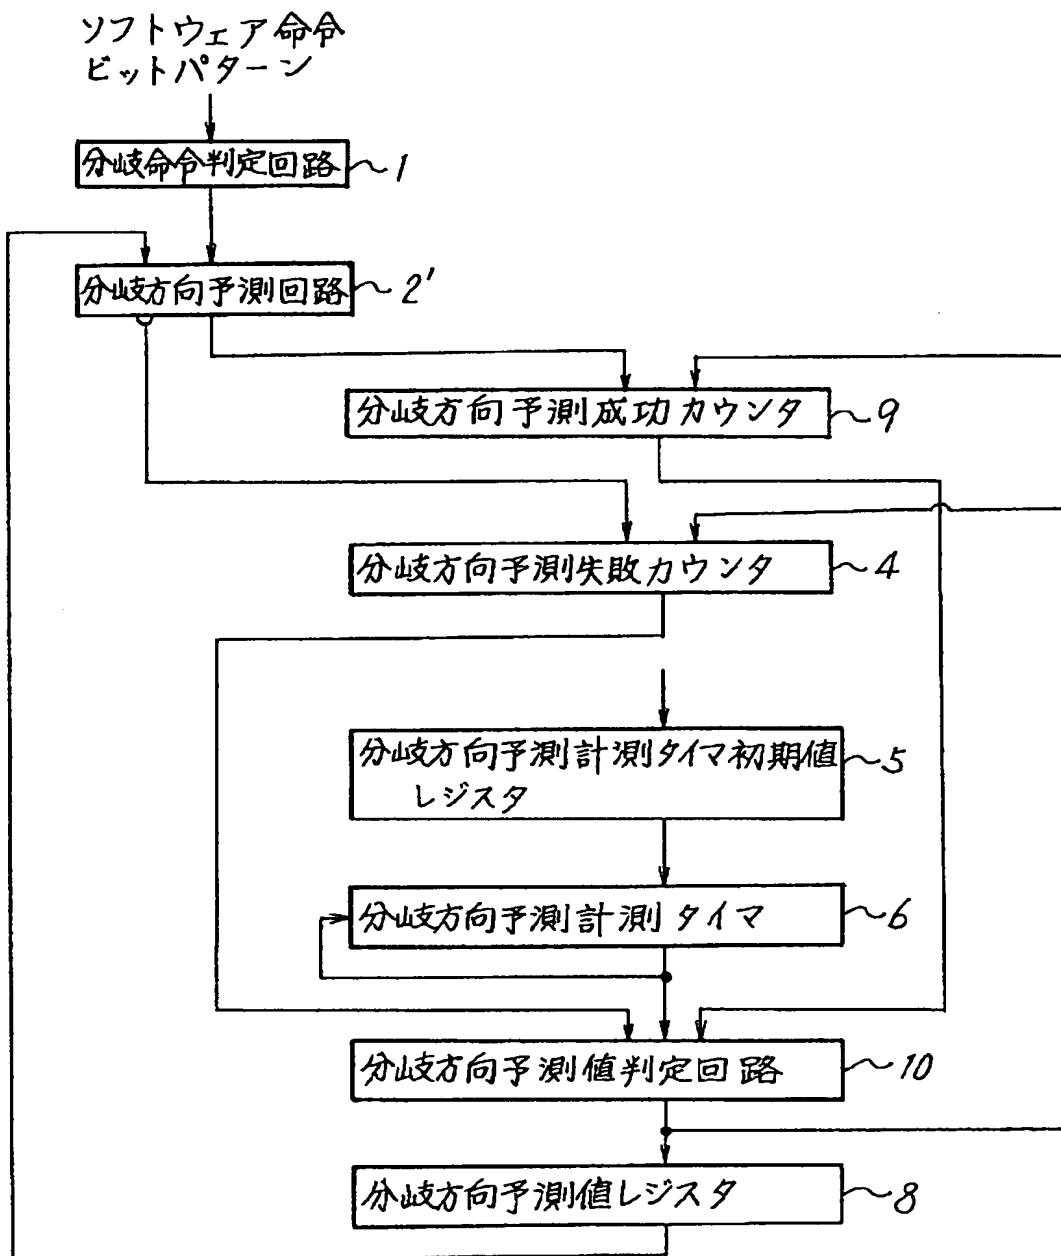 ソフトウェア命令
ビットパターン
分岐命令判定回路 1
分岐方向予測回路 2'
分岐方向予測成功カウンタ 9
分岐方向予測失敗カウンタ 4
分岐方向予測計測タイマ初期値 5
レジスタ
分岐方向予測計測タイマ 6
分岐方向予測値判定回路 10
分岐方向予測値レジスタ 8